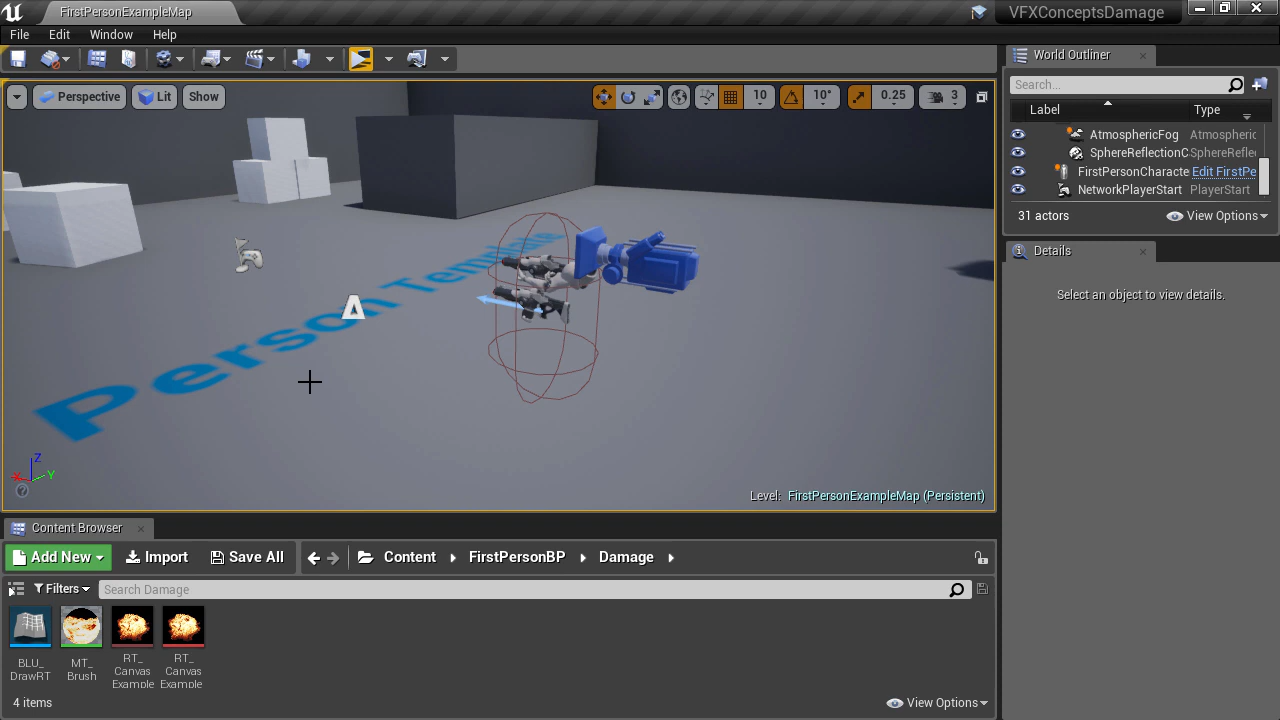 FirstPersonExampleMap
VFXConceptsDamage
File Edit Window Help
World Outliner
Perspective Lit Show
10 10° 0.25 3
Search...
Label Type
AtmosphericFog Atmospheric
SphereReflectionC SphereReflec
FirstPersonCharacte Edit FirstPe
NetworkPlayerStart PlayerStart
31 actors View Options
Details
Select an object to view details.
Person Template
Z
X Y
Level: FirstPersonExampleMap (Persistent)
Content Browser
Add New Import Save All Content FirstPersonBP Damage
Filters Search Damage
BLU_
DrawRT
MT_
Brush
RT_
Canvas
Example
RT_
Canvas
Example
4 items View Options